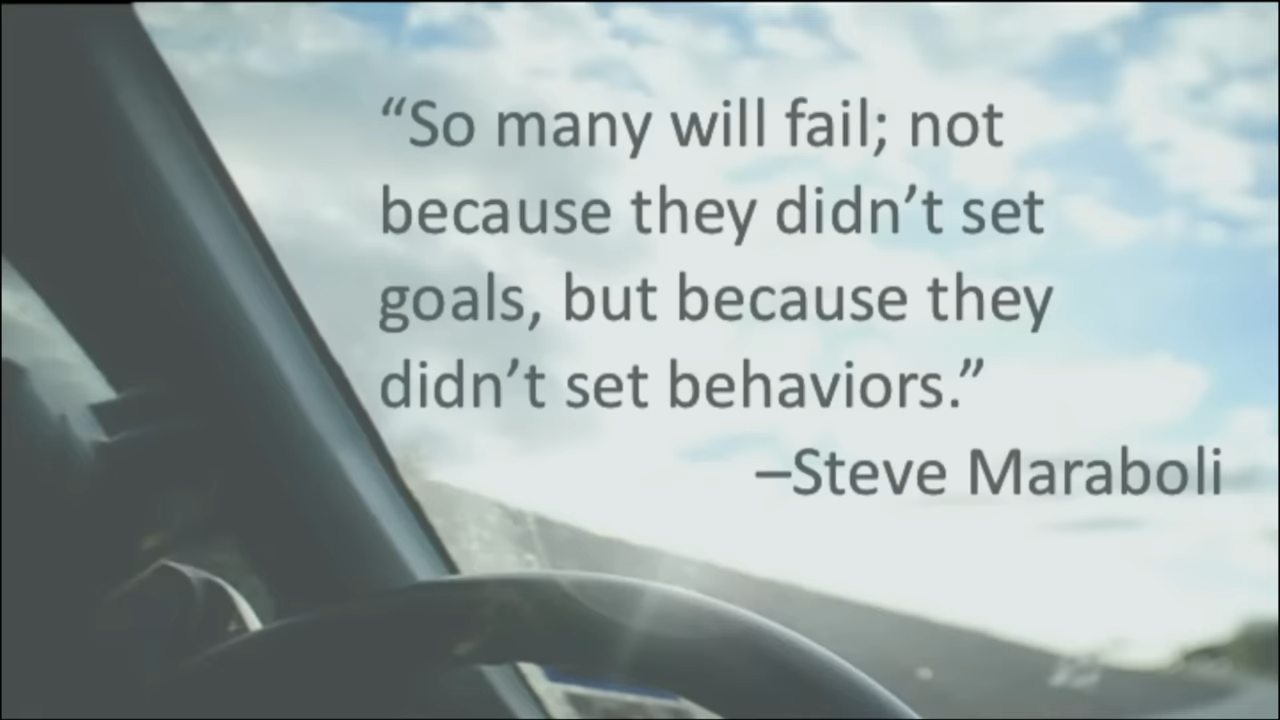 “So many will fail; not
because they didn’t set
goals, but because they
didn’t set behaviors.”
–Steve Maraboli